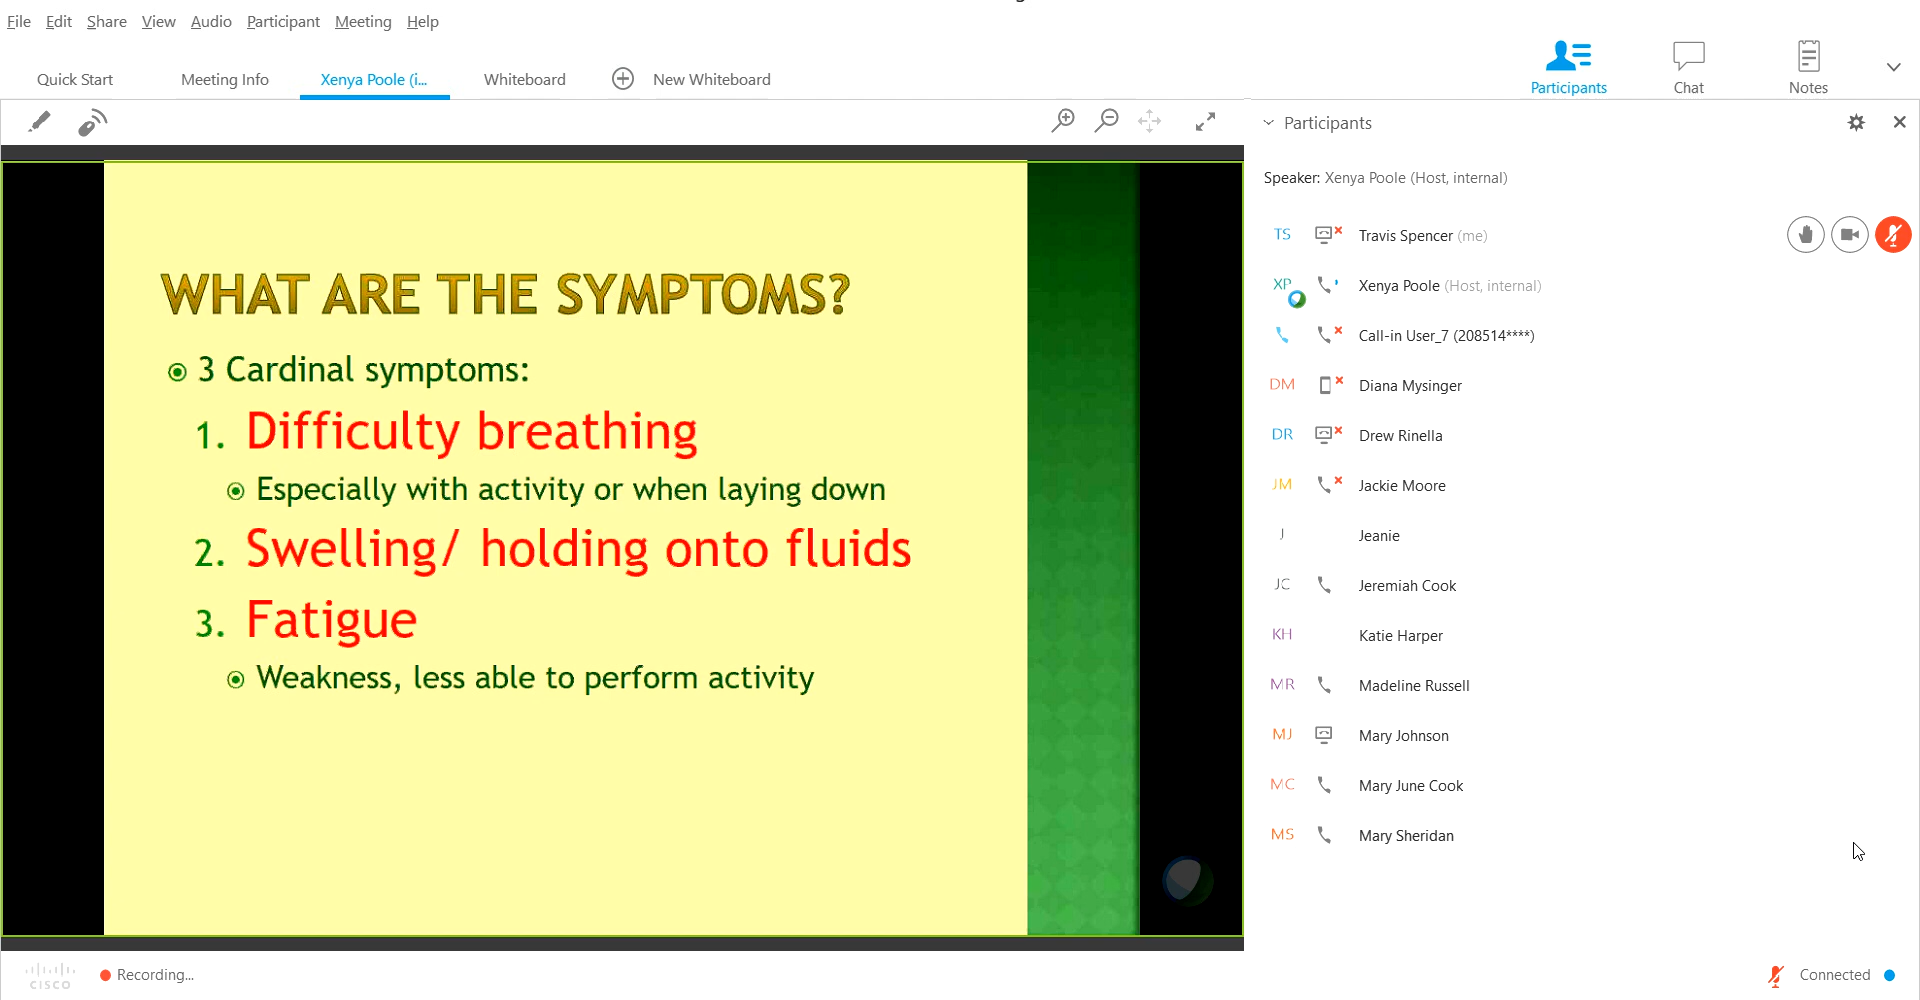 File Edit Share View Audio Participant Meeting Help
Quick Start Meeting Info Xenya Poole (i... Whiteboard New Whiteboard
Participants Chat Notes
Participants
Speaker: Xenya Poole (Host, internal)
TS Travis Spencer (me)
XP Xenya Poole (Host, internal)
Call-in User_7 (208514****)
DM Diana Mysinger
DR Drew Rinella
JM Jackie Moore
J Jeanie
JC Jeremiah Cook
KH Katie Harper
MR Madeline Russell
MJ Mary Johnson
MC Mary June Cook
MS Mary Sheridan
WHAT ARE THE SYMPTOMS?
3 Cardinal symptoms:
1. Difficulty breathing
Especially with activity or when laying down
2. Swelling/ holding onto fluids
3. Fatigue
Weakness, less able to perform activity
CISCO
Recording...
Connected